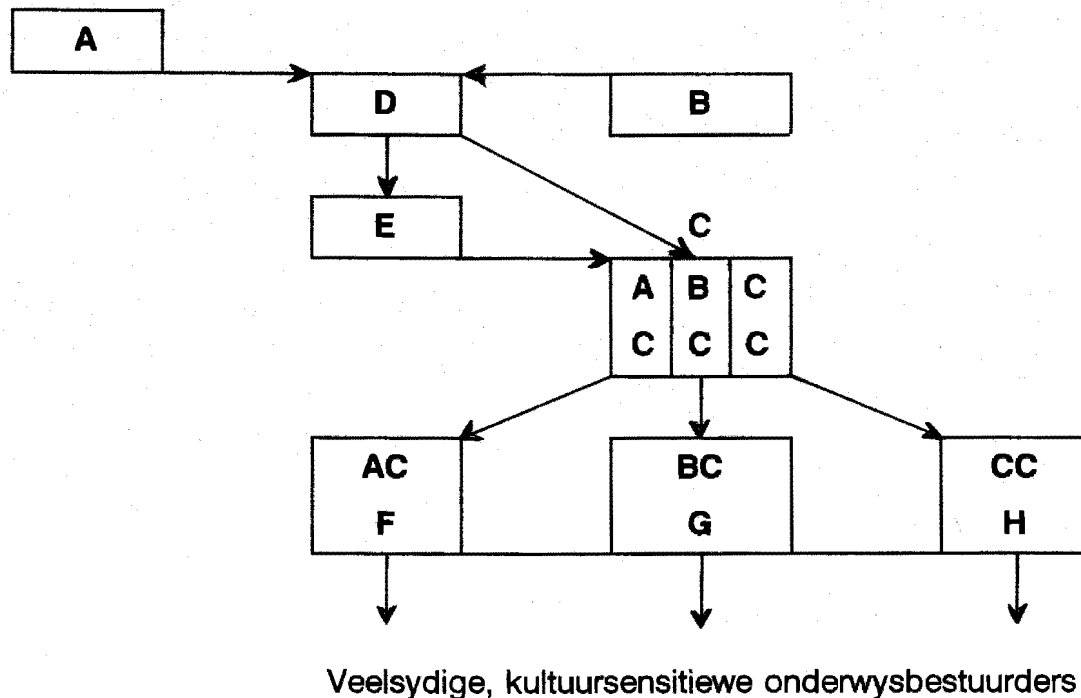 A
D B
E
C
A B C
C C C
AC BC CC
F G H
Veelsydige, kultuursensitiewe onderwysbestuurders